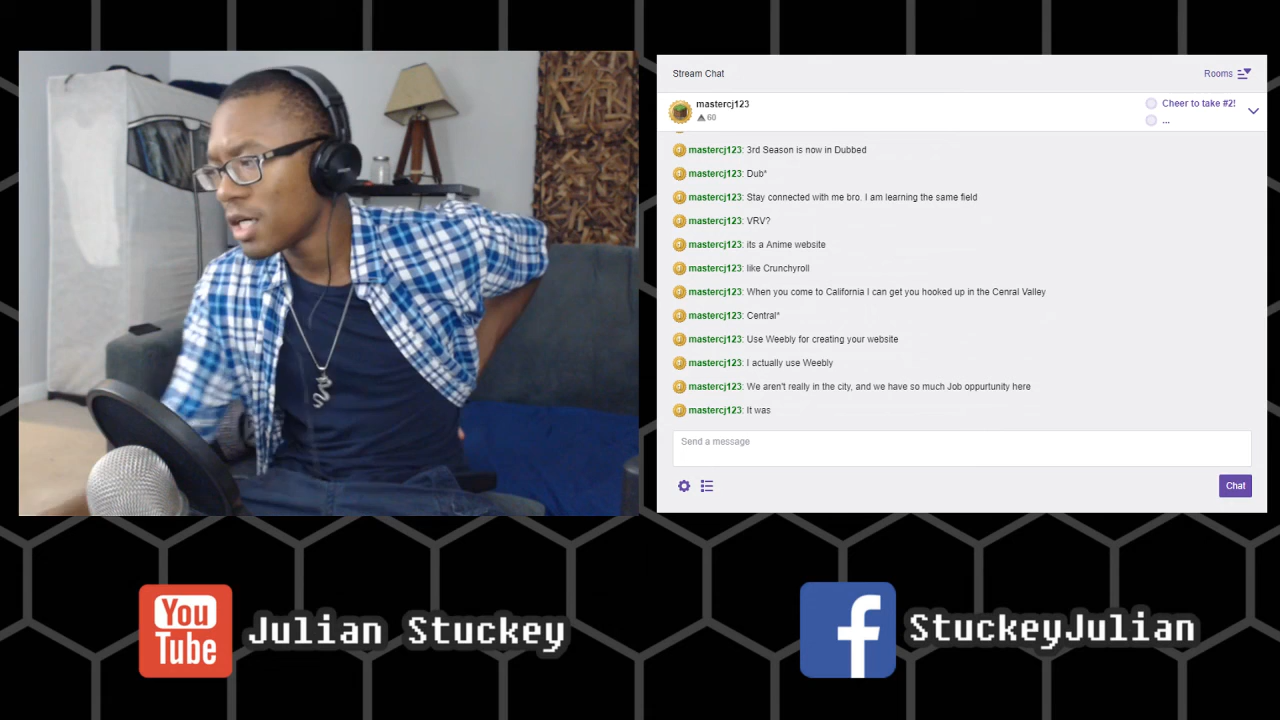 Stream Chat
Rooms
mastercj123
60
Cheer to take #2!
...
mastercj123: 3rd Season is now in Dubbed
mastercj123: Dub*
mastercj123: Stay connected with me bro. I am learning the same field
mastercj123: VRV?
mastercj123: its a Anime website
mastercj123: like Crunchyroll
mastercj123: When you come to California I can get you hooked up in the Cenral Valley
mastercj123: Central*
mastercj123: Use Weebly for creating your website
mastercj123: I actually use Weebly
mastercj123: We aren't really in the city, and we have so much Job oppurtunity here
mastercj123: It was
Send a message
Chat
You
Tube
Julian Stuckey
f
StuckeyJulian